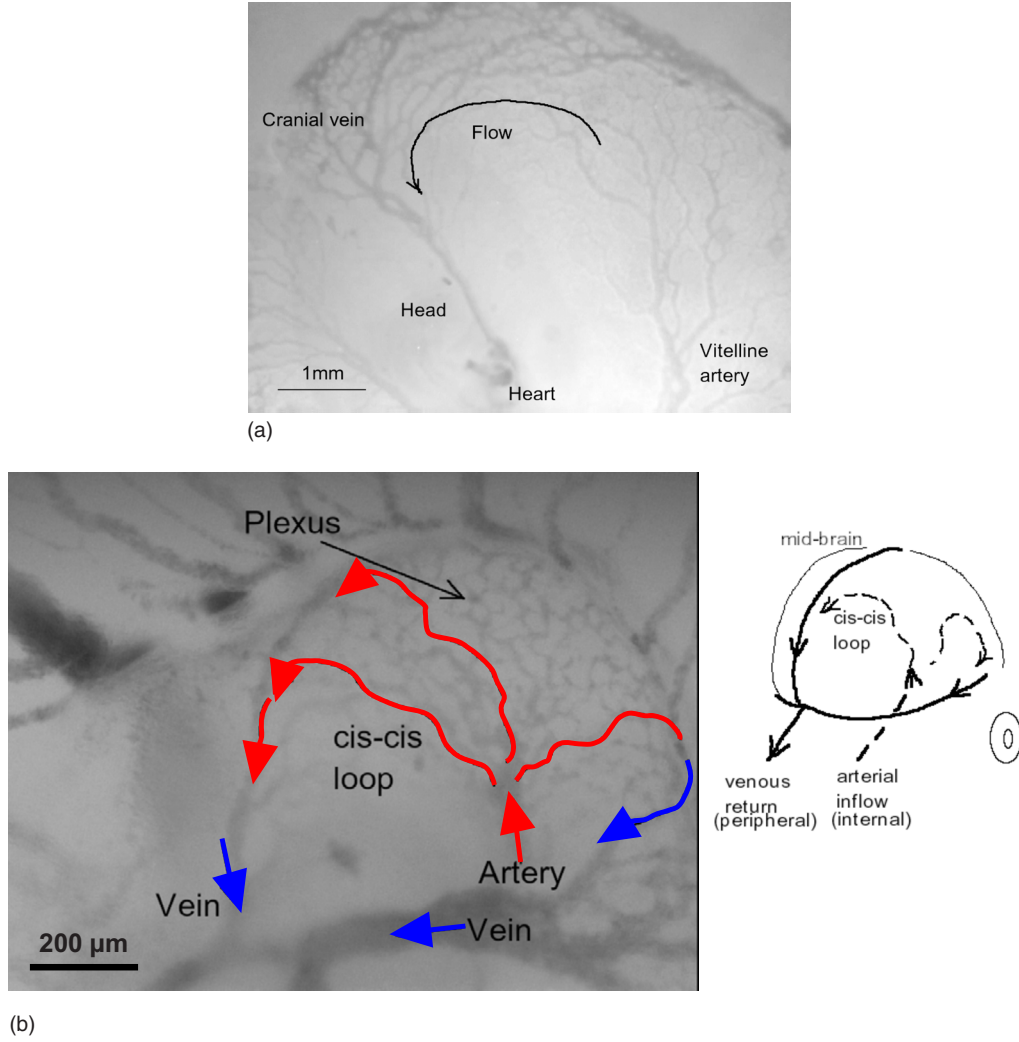 Cranial vein
Flow
Head
1mm
Vitelline
artery
Heart
(a)
Plexus
mid-brain
cis-cis
loop
cis-cis
loop
Artery
venous
return
(peripheral)
arterial
inflow
(internal)
Vein
Vein
200 µm
(b)